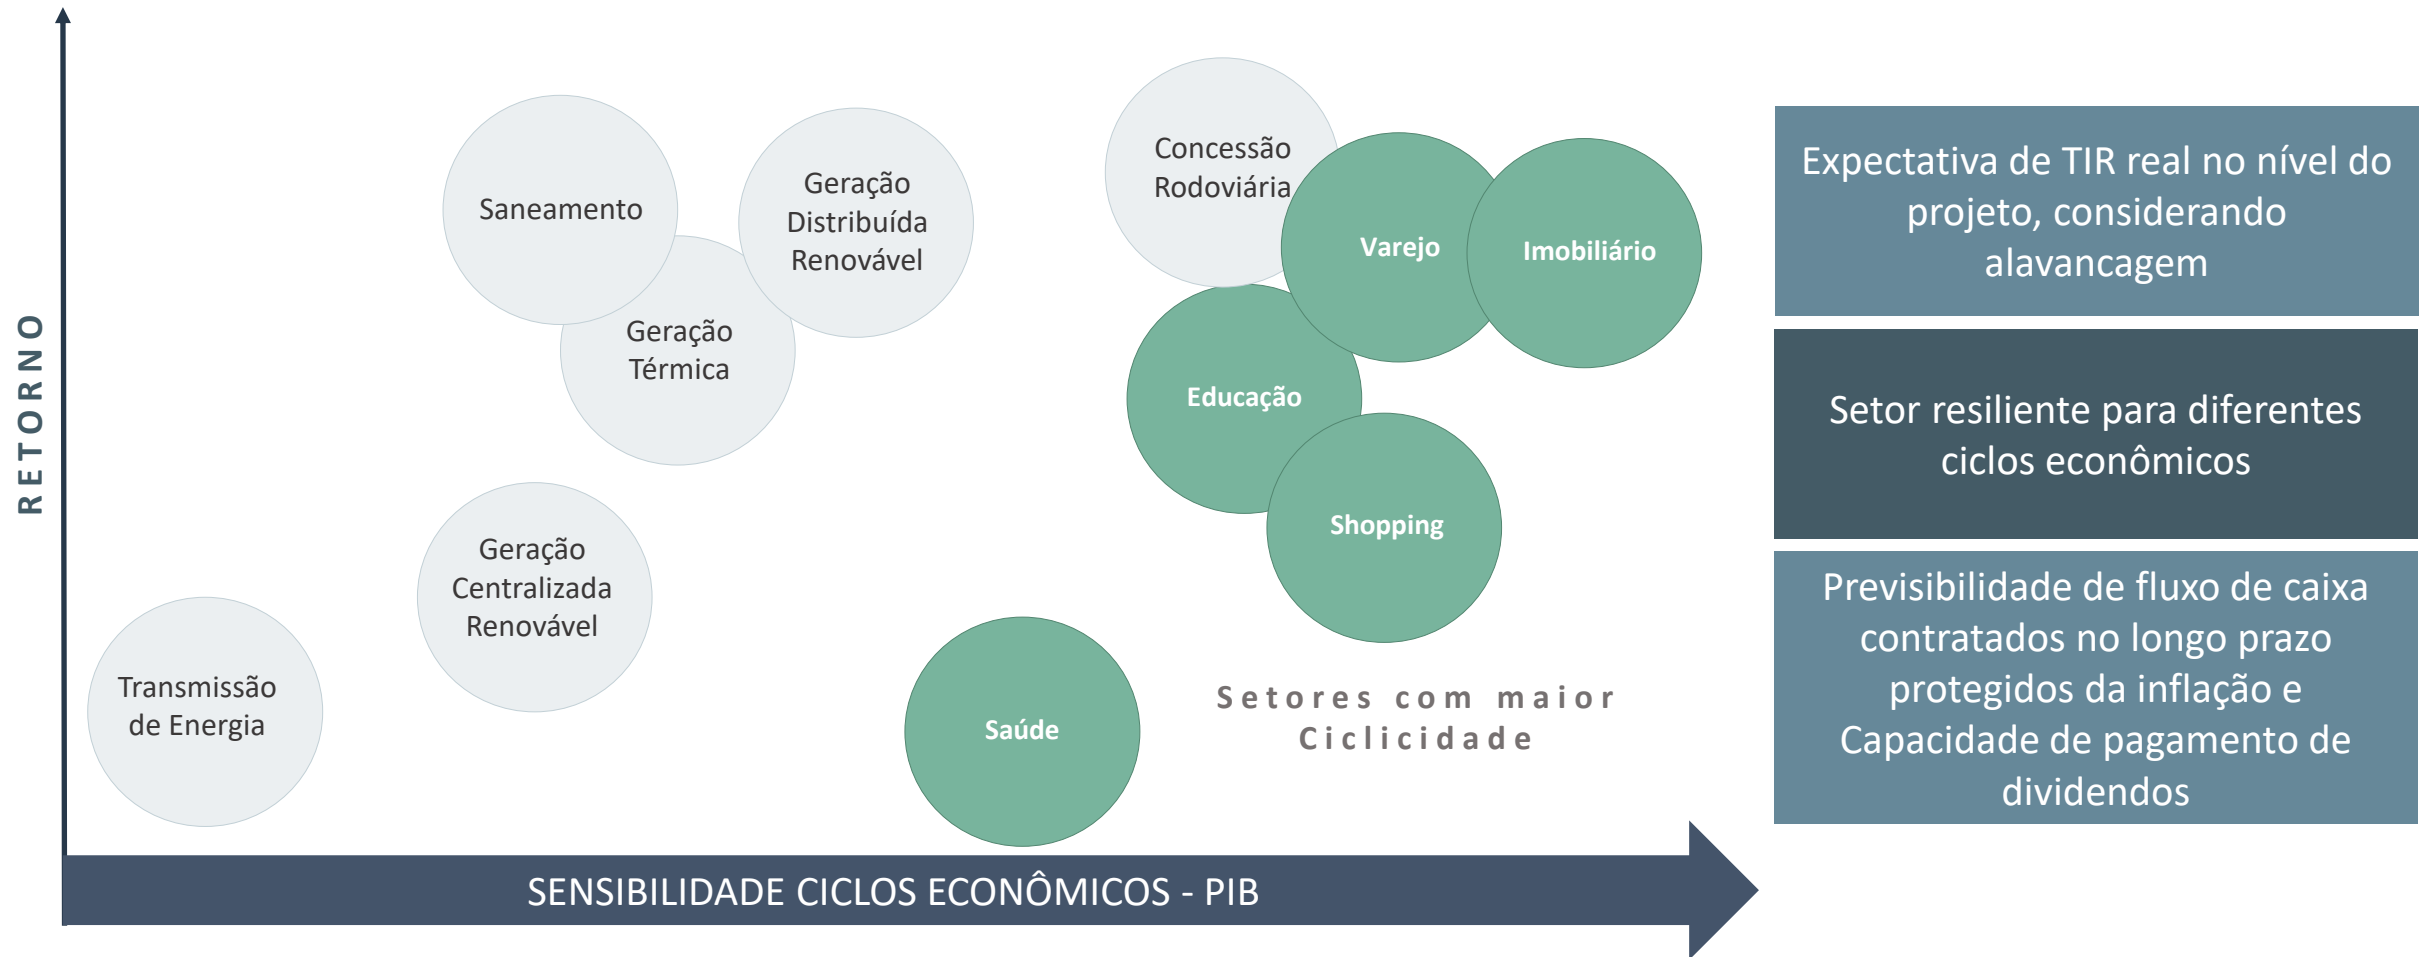 RETORNO
Saneamento
Geração
Distribuída
Renovável
Geração
Térmica
Geração
Centralizada
Renovável
Transmissão
de Energia
Concessão
Rodoviária
Varejo
Imobiliário
Educação
Shopping
Saúde
Setores com maior
Ciclicidade
SENSIBILIDADE CICLOS ECONÔMICOS - PIB
Expectativa de TIR real no nível do
projeto, considerando
alavancagem
Setor resiliente para diferentes
ciclos econômicos
Previsibilidade de fluxo de caixa
contratados no longo prazo
protegidos da inflação e
Capacidade de pagamento de
dividendos